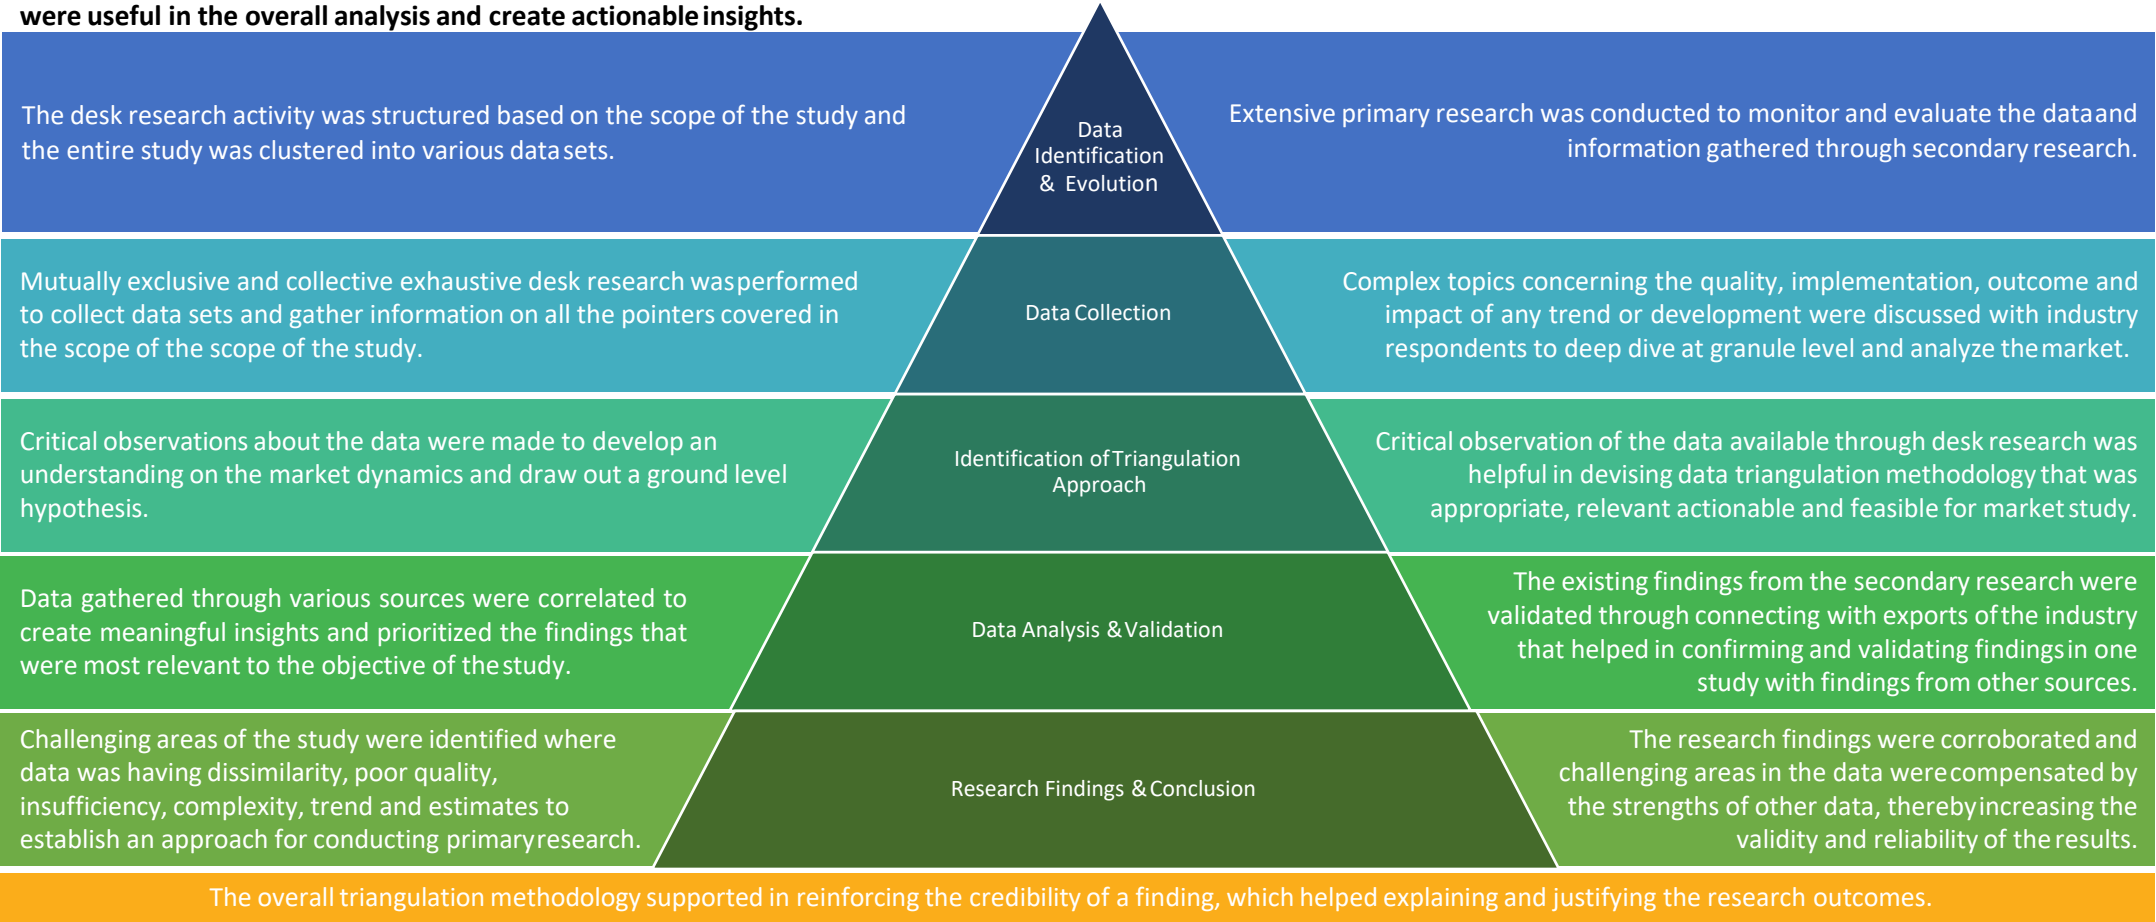 were useful in the overall analysis and create actionable insights.
The desk research activity was structured based on the scope of the study and
the entire study was clustered into various data sets.
Data
Identification
& Evolution
Extensive primary research was conducted to monitor and evaluate the data and
information gathered through secondary research.
Mutually exclusive and collective exhaustive desk research was performed
to collect data sets and gather information on all the pointers covered in
the scope of the scope of the study.
Data Collection
Complex topics concerning the quality, implementation, outcome and
impact of any trend or development were discussed with industry
respondents to deep dive at granule level and analyze the market.
Critical observations about the data were made to develop an
understanding on the market dynamics and draw out a ground level
hypothesis.
Identification of Triangulation
Approach
Critical observation of the data available through desk research was
helpful in devising data triangulation methodology that was
appropriate, relevant actionable and feasible for market study.
Data gathered through various sources were correlated to
create meaningful insights and prioritized the findings that
were most relevant to the objective of the study.
Data Analysis & Validation
The existing findings from the secondary research were
validated through connecting with exports of the industry
that helped in confirming and validating findings in one
study with findings from other sources.
Challenging areas of the study were identified where
data was having dissimilarity, poor quality,
insufficiency, complexity, trend and estimates to
establish an approach for conducting primary research.
Research Findings & Conclusion
The research findings were corroborated and
challenging areas in the data were compensated by
the strengths of other data, thereby increasing the
validity and reliability of the results.
The overall triangulation methodology supported in reinforcing the credibility of a finding, which helped explaining and justifying the research outcomes.